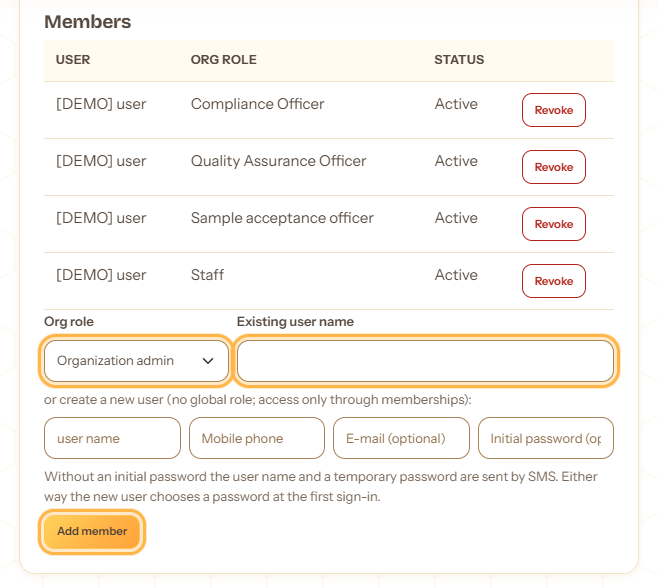 Members
USER ORG ROLE STATUS
[DEMO] user Compliance Officer Active Revoke
[DEMO] user Quality Assurance Officer Active Revoke
[DEMO] user Sample acceptance officer Active Revoke
[DEMO] user Staff Active Revoke
Org role Existing user name
Organization admin
or create a new user (no global role; access only through memberships):
user name Mobile phone E-mail (optional) Initial password (op
Without an initial password the user name and a temporary password are sent by SMS. Either
way the new user chooses a password at the first sign-in.
Add member